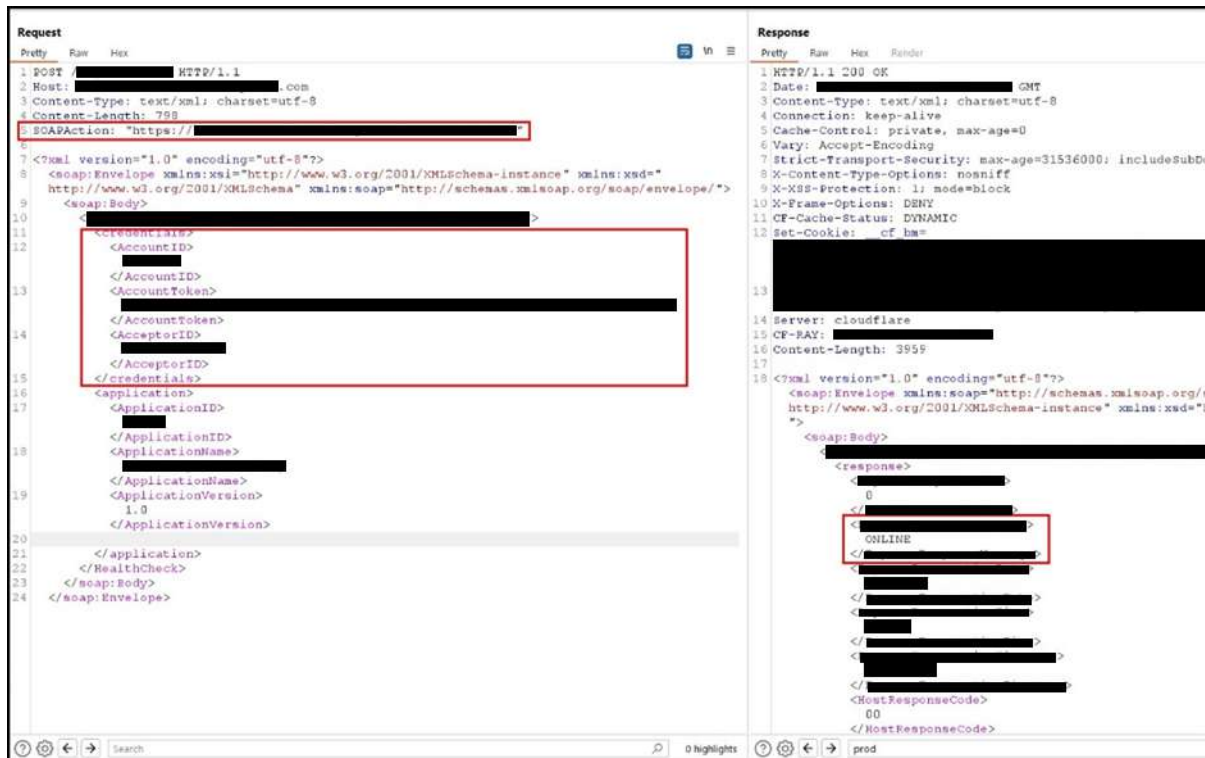 Request
Pretty Raw Hex \n
1 POST / HTTP/1.1
2 Host: .com
3 Content-Type: text/xml; charset=utf-8
4 Content-Length: 798
5 SOAPAction: "https:// "
6
7 <?xml version="1.0" encoding="utf-8"?>
8 <soap:Envelope xmlns:xsi="http://www.w3.org/2001/XMLSchema-instance" xmlns:xsd="
http://www.w3.org/2001/XMLSchema" xmlns:soap="http://schemas.xmlsoap.org/soap/envelope/">
9 <soap:Body>
10 < >
11 <credentials>
12 <AccountID>
</AccountID>
13 <AccountToken>
</AccountToken>
14 <AcceptorID>
</AcceptorID>
15 </credentials>
16 <application>
17 <ApplicationID>
</ApplicationID>
18 <ApplicationName>
</ApplicationName>
19 <ApplicationVersion>
1.0
</ApplicationVersion>
20
21 </application>
22 </HealthCheck>
23 </soap:Body>
24 </soap:Envelope>
Search
0 highlights
Response
Pretty Raw Hex Render
1 HTTP/1.1 200 OK
2 Date: GMT
3 Content-Type: text/xml; charset=utf-8
4 Connection: keep-alive
5 Cache-Control: private, max-age=0
6 Vary: Accept-Encoding
7 Strict-Transport-Security: max-age=31536000; includeSubDo
8 X-Content-Type-Options: nosniff
9 X-XSS-Protection: 1; mode=block
10 X-Frame-Options: DENY
11 CF-Cache-Status: DYNAMIC
12 Set-Cookie: __cf_bm=
13
14 Server: cloudflare
15 CF-RAY:
16 Content-Length: 3959
17
18 <?xml version="1.0" encoding="utf-8"?>
<soap:Envelope xmlns:soap="http://schemas.xmlsoap.org/s
http://www.w3.org/2001/XMLSchema-instance" xmlns:xsd="
">
<soap:Body>
<
<response>
< >
0
</ >
< >
ONLINE
</ >
< >
</ >
< >
</ >
< >
</ >
<HostResponseCode>
00
</HostResponseCode>
prod